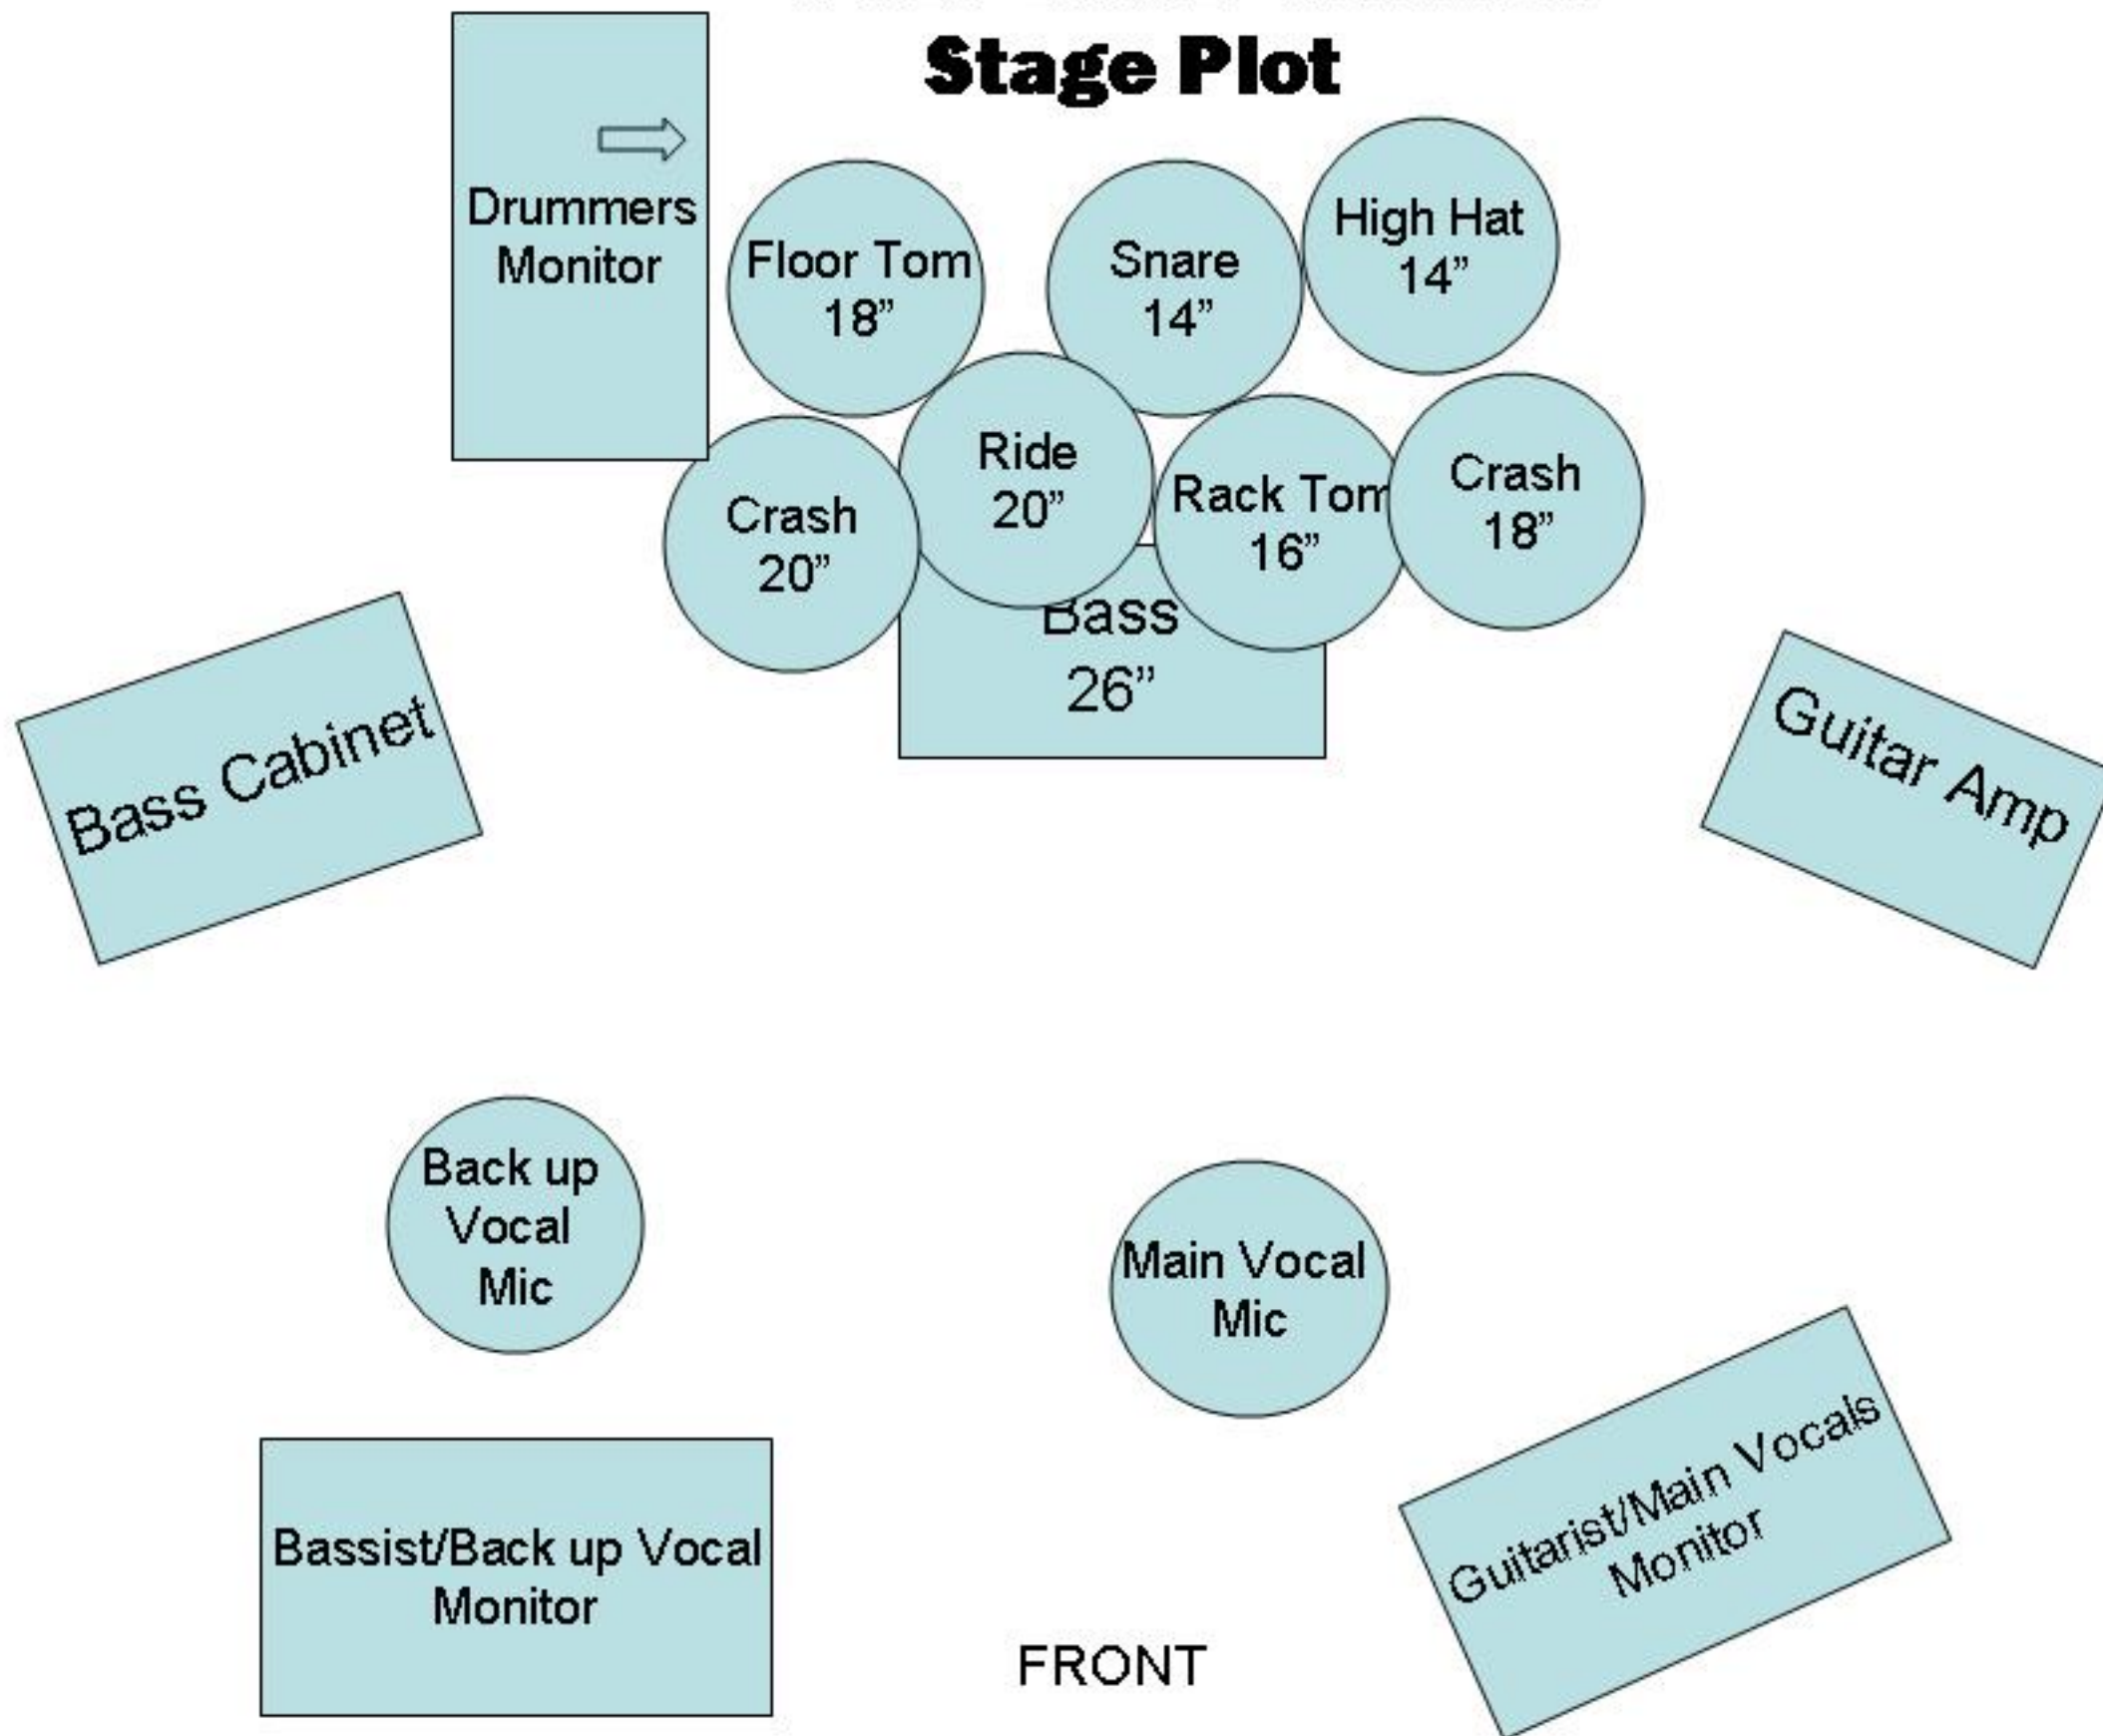 Stage Plot
Drummers
Monitor
Floor Tom
18”
Snare
14”
High Hat
14”
Crash
20”
Ride
20”
Rack Tom
16”
Crash
18”
Bass
26”
Bass Cabinet
Guitar Amp
Back up
Vocal
Mic
Main Vocal
Mic
Bassist/Back up Vocal
Monitor
Guitarist/Main Vocals
Monitor
FRONT